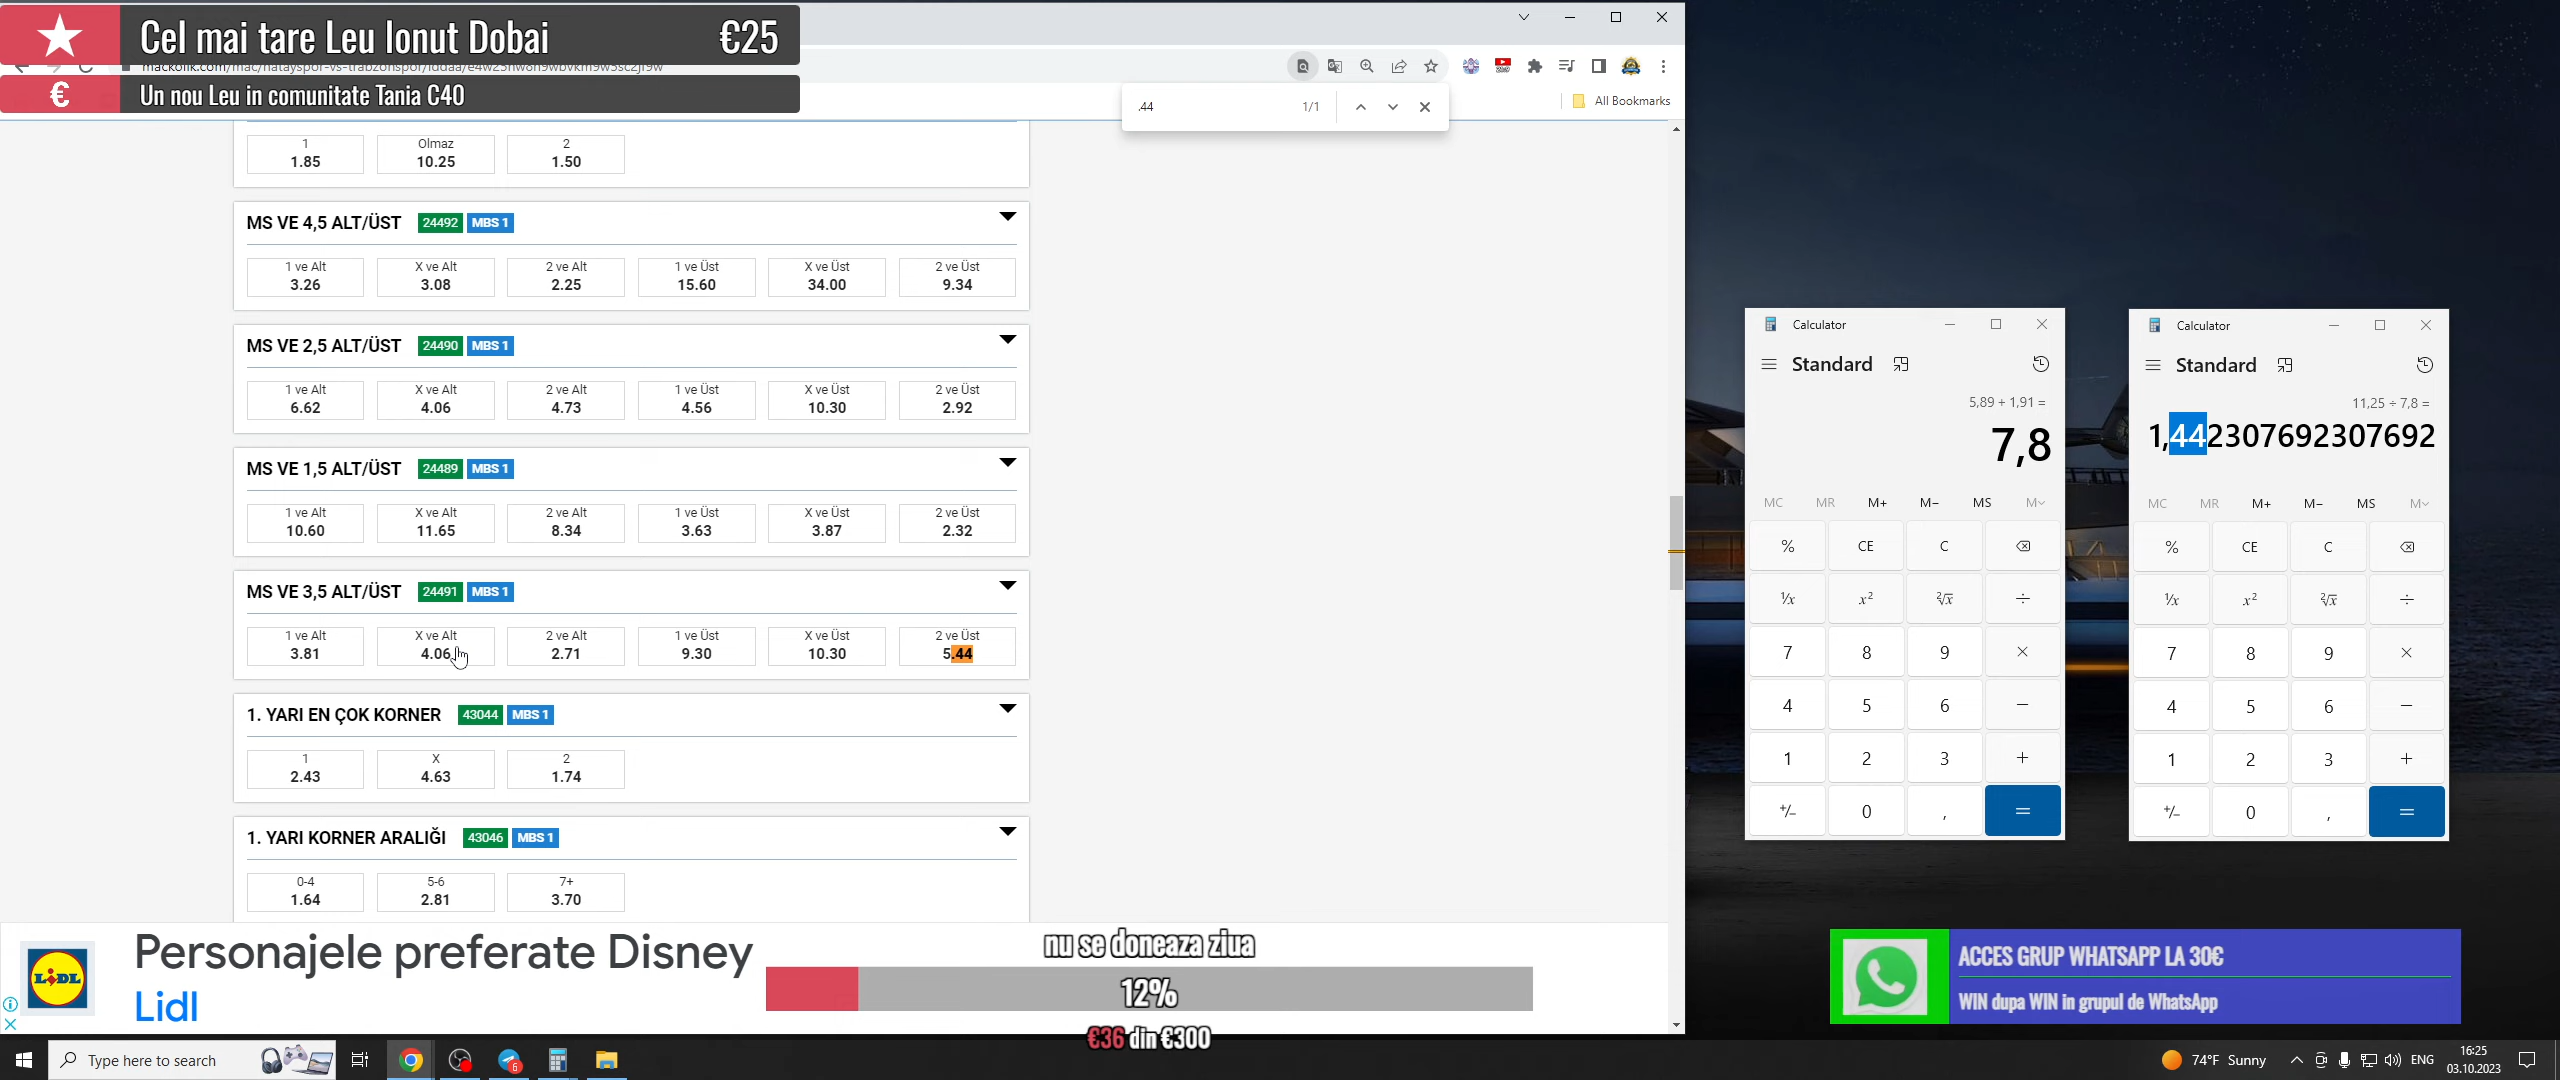 Cel mai tare Leu Ionut Dobai €25
€ Un nou Leu in comunitate Tania C40
mackolik.com/mac/hatayspor-vs-trabzonspor/iddaa/
.44 1/1
All Bookmarks
1 Olmaz 2
1.85 10.25 1.50
MS VE 4,5 ALT/ÜST 24492 MBS 1
1 ve Alt X ve Alt 2 ve Alt 1 ve Üst X ve Üst 2 ve Üst
3.26 3.08 2.25 15.60 34.00 9.34
MS VE 2,5 ALT/ÜST 24490 MBS 1
1 ve Alt X ve Alt 2 ve Alt 1 ve Üst X ve Üst 2 ve Üst
6.62 4.06 4.73 4.56 10.30 2.92
MS VE 1,5 ALT/ÜST 24489 MBS 1
1 ve Alt X ve Alt 2 ve Alt 1 ve Üst X ve Üst 2 ve Üst
10.60 11.65 8.34 3.63 3.87 2.32
MS VE 3,5 ALT/ÜST 24491 MBS 1
1 ve Alt X ve Alt 2 ve Alt 1 ve Üst X ve Üst 2 ve Üst
3.81 4.06 2.71 9.30 10.30 5.44
1. YARI EN ÇOK KORNER 43044 MBS 1
1 X 2
2.43 4.63 1.74
1. YARI KORNER ARALIĞI 43046 MBS 1
0-4 5-6 7+
1.64 2.81 3.70
LIDL
Personajele preferate Disney
Lidl
nu se doneaza ziua
12%
€36 din €300
Calculator
Standard
5,89 + 1,91 =
7,8
MC MR M+ M− MS M
% CE C
¹/x x² ²√x ÷
7 8 9 ×
4 5 6 −
1 2 3 +
+/− 0 , =
Calculator
Standard
11,25 ÷ 7,8 =
1,442307692307692
MC MR M+ M− MS M
% CE C
¹/x x² ²√x ÷
7 8 9 ×
4 5 6 −
1 2 3 +
+/− 0 , =
ACCES GRUP WHATSAPP LA 30€
WIN dupa WIN in grupul de WhatsApp
Type here to search
6
74°F Sunny
ENG
16:25
03.10.2023